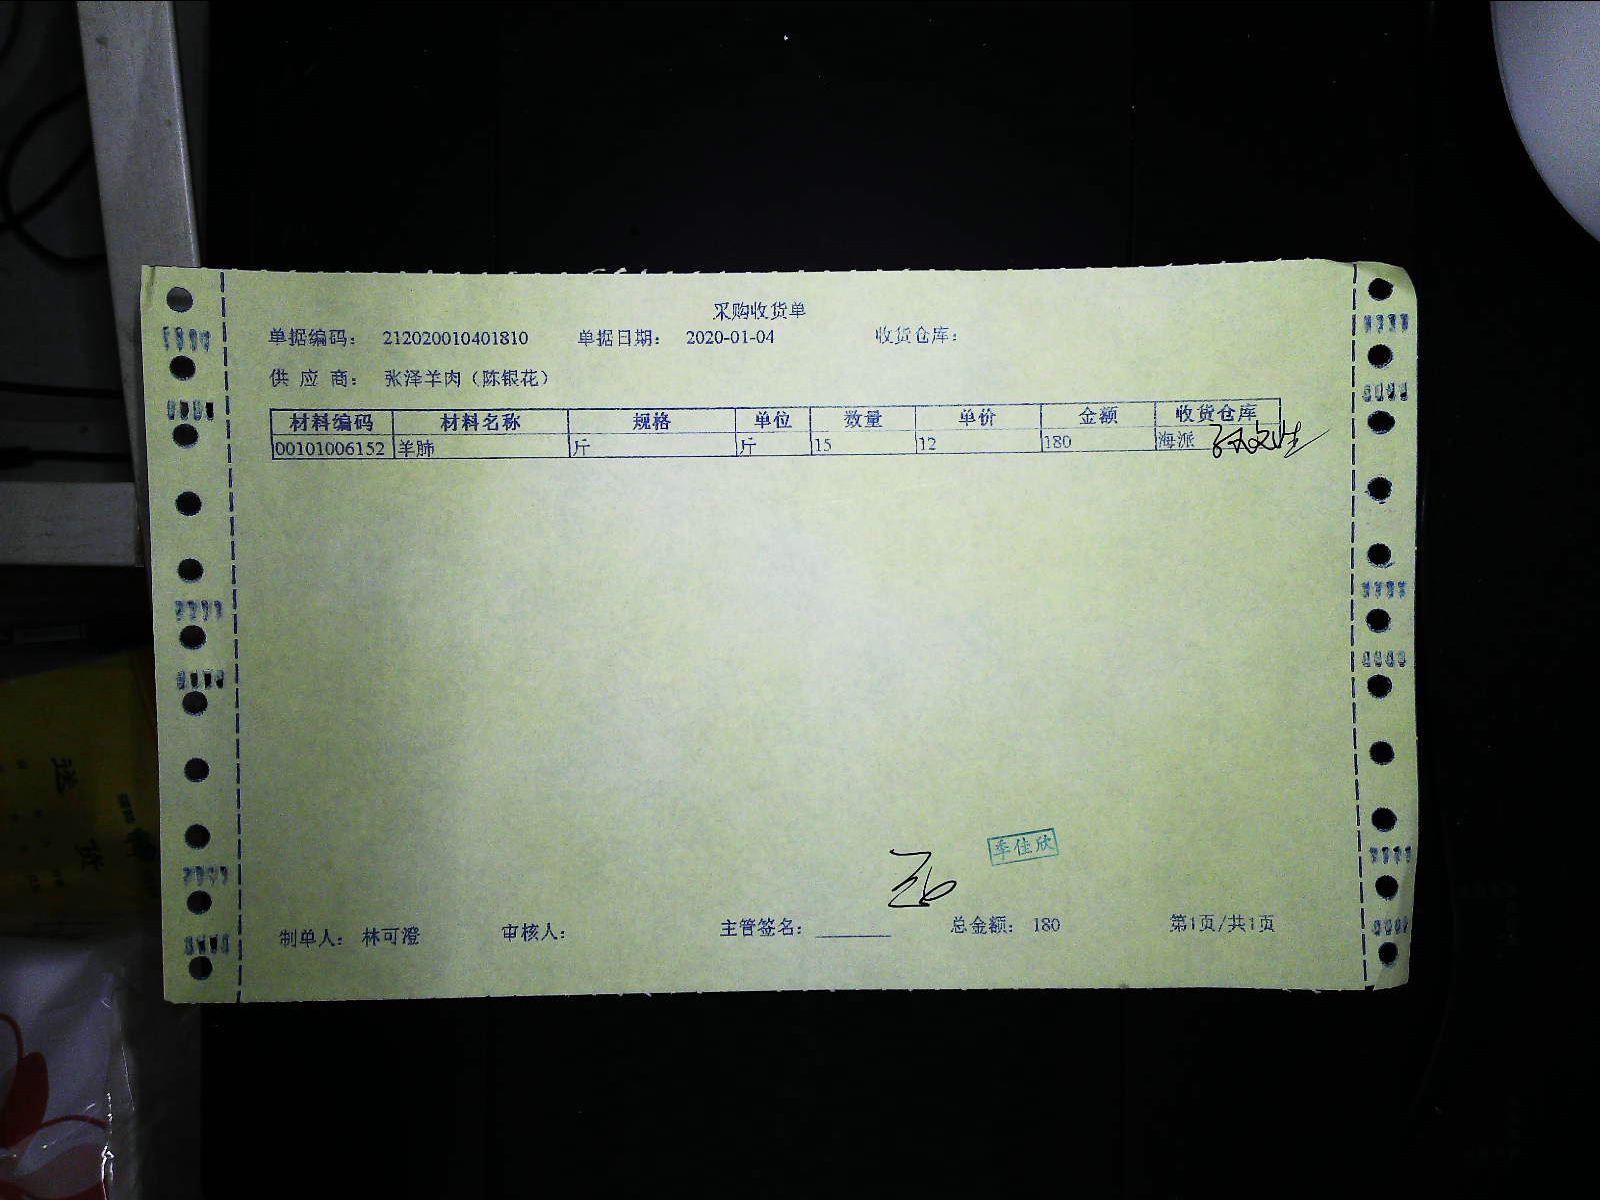 采购收货单
单据编码： 212020010401810 单据日期： 2020-01-04 收货仓库：
供 应 商： 张泽羊肉（陈银花）
材料编码 材料名称 规格 单位 数量 单价 金额 收货仓库
00101006152 羊肺 斤 斤 15 12 180 海派
季佳欣
制单人： 林可澄 审核人： 主管签名： 总金额： 180 第1页/共1页
送
货